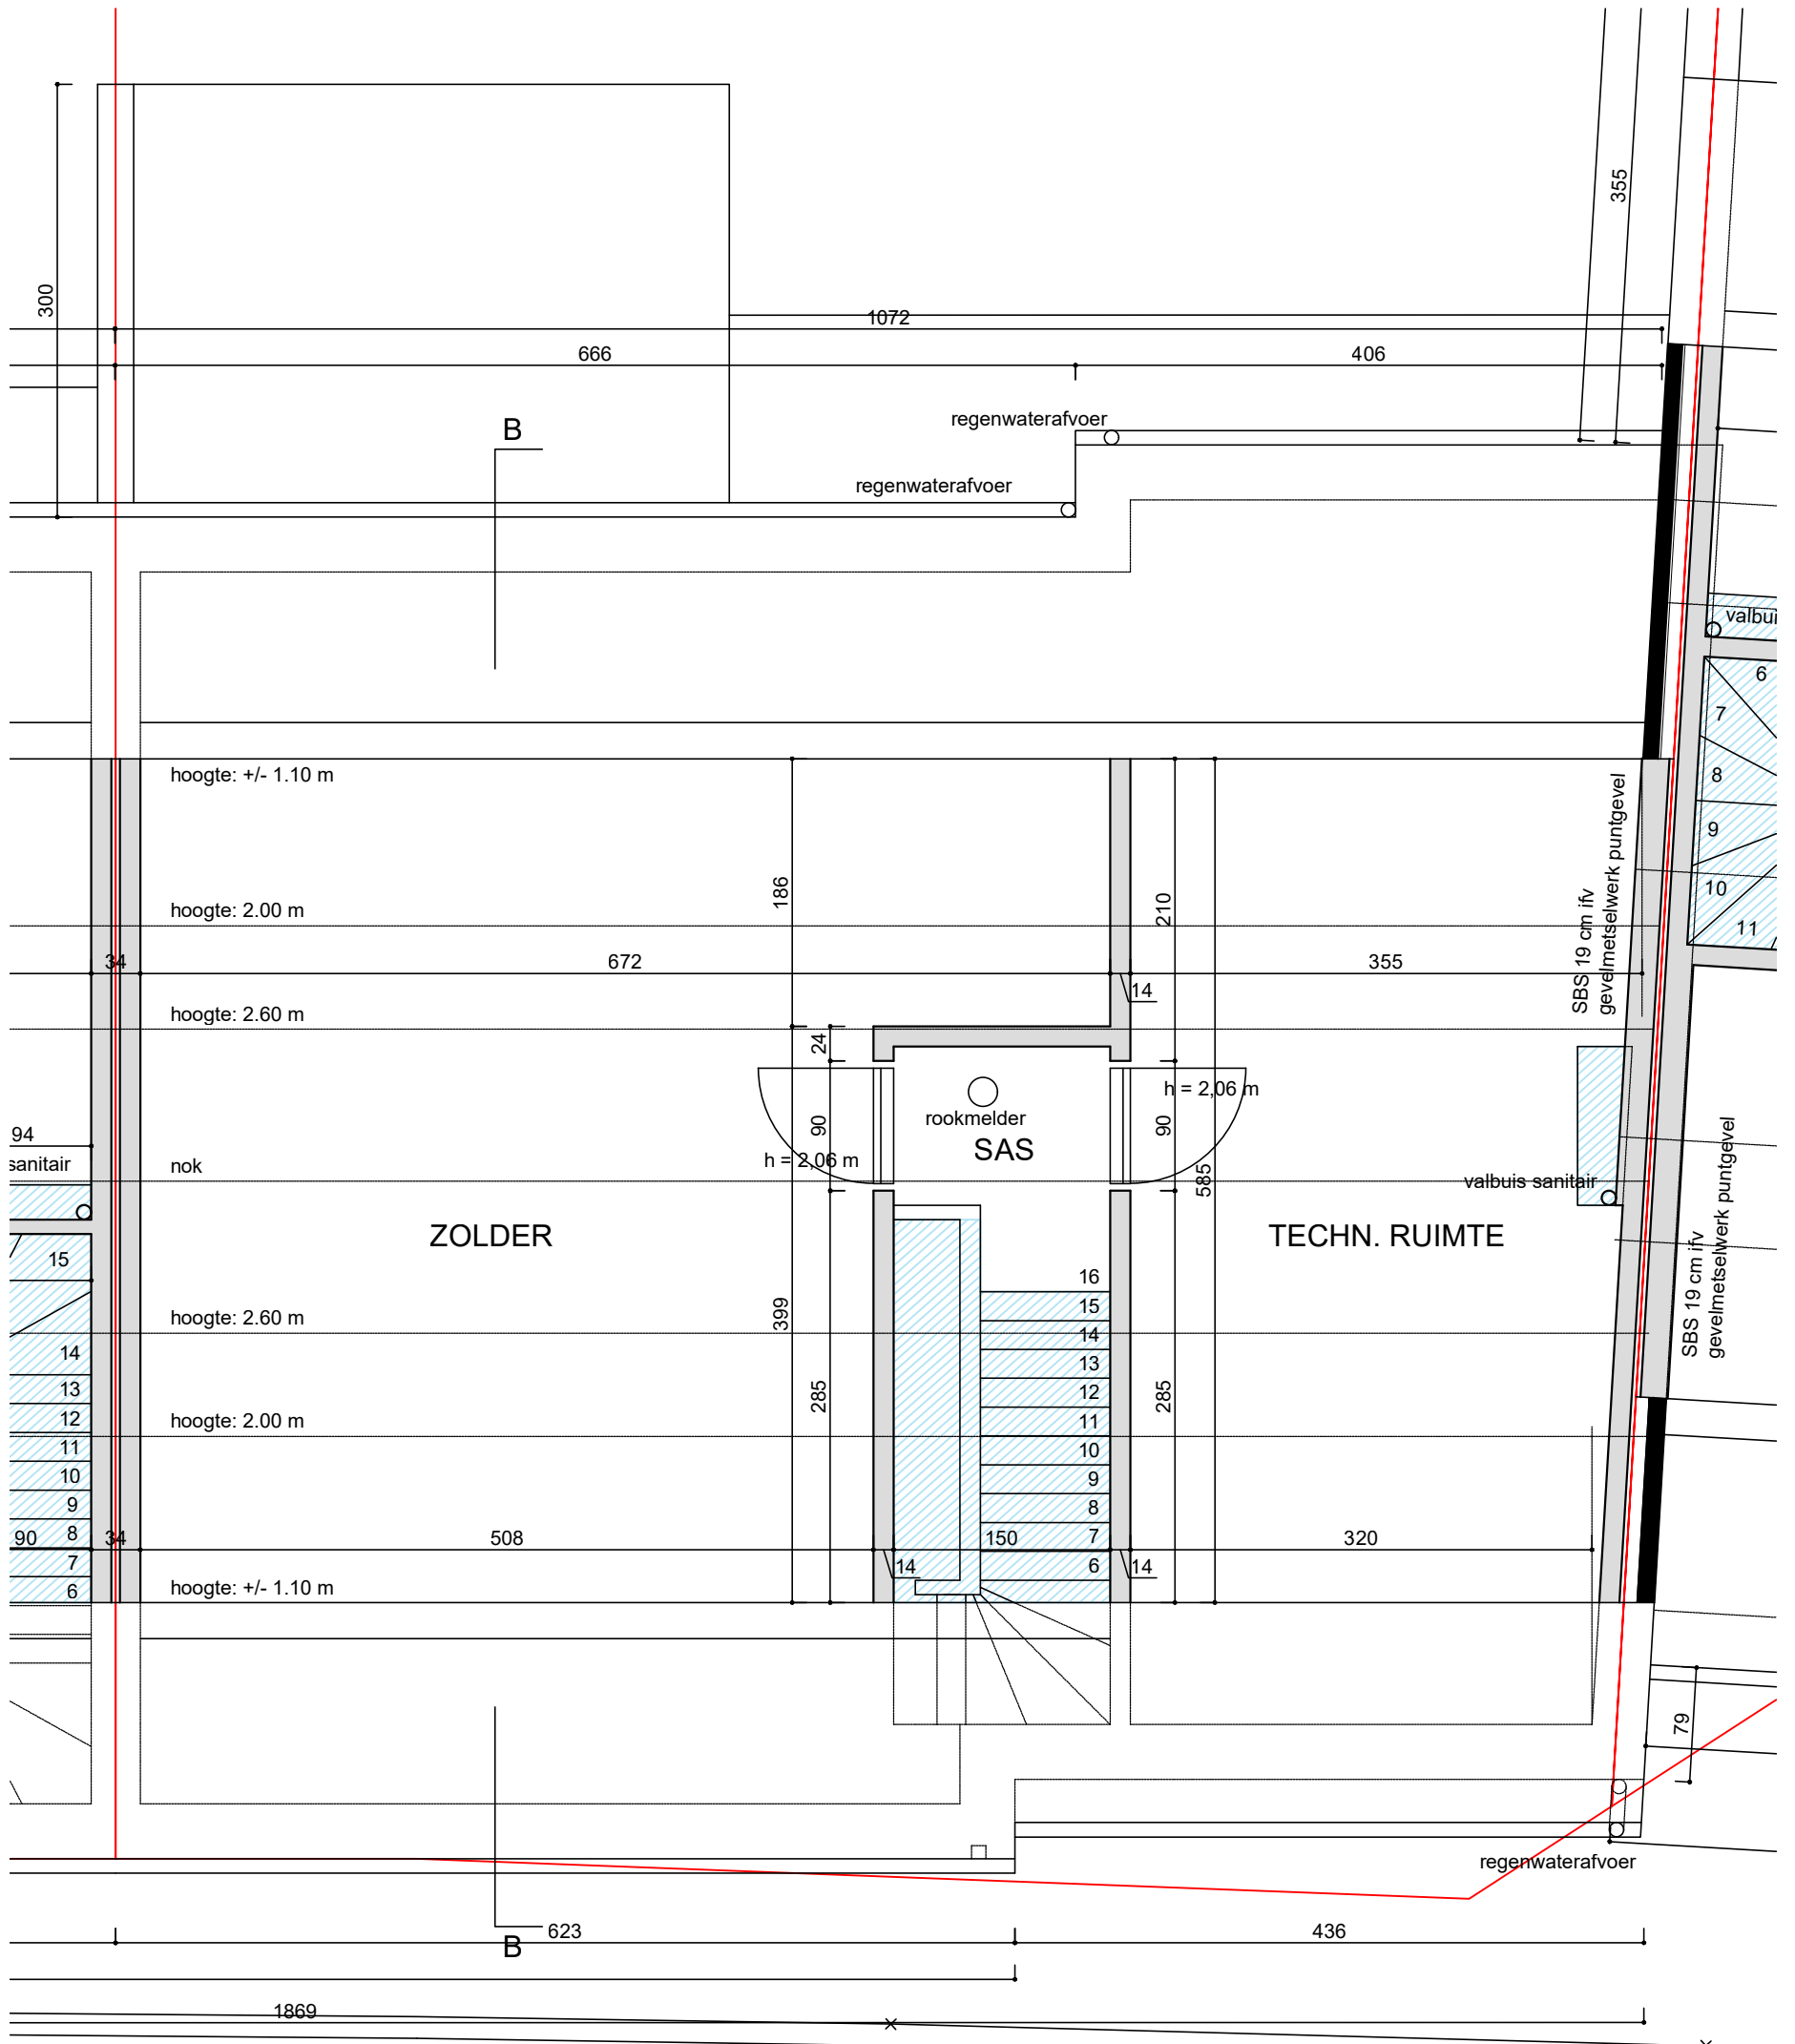 355
300
1072
666
406
regenwaterafvoer
B
regenwaterafvoer
6
7
8
9
10
11
hoogte: +/- 1.10 m
SBS 19 cm ifv
gevelmetselwerk puntgevel
186
210
hoogte: 2.00 m
34
672
355
14
hoogte: 2.60 m
24
h = 2,06 m
rookmelder
90
90
94
SAS
sanitair
nok
h = 2,06 m
585
valbuis sanitair
ZOLDER
TECHN. RUIMTE
SBS 19 cm ifv
gevelmetselwerk puntgevel
15
14
13
12
11
10
9
8
7
6
hoogte: 2.60 m
399
16
15
14
13
12
11
10
9
8
7
6
285
285
hoogte: 2.00 m
90
34
508
150
320
14
14
hoogte: +/- 1.10 m
79
regenwaterafvoer
623
436
B
1869